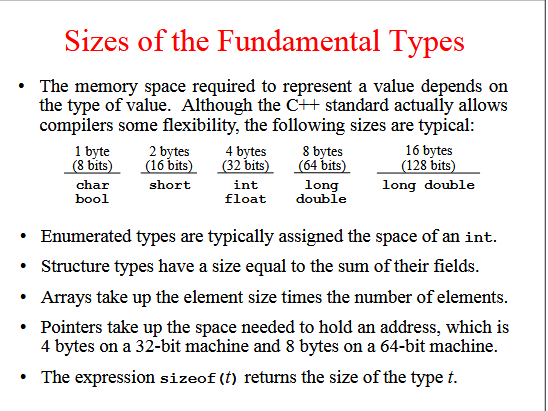 Sizes of the Fundamental Types
• The memory space required to represent a value depends on
the type of value. Although the C++ standard actually allows
compilers some flexibility, the following sizes are typical:
1 byte 2 bytes 4 bytes 8 bytes 16 bytes
(8 bits) (16 bits) (32 bits) (64 bits) (128 bits)
char short int long long double
bool float double
• Enumerated types are typically assigned the space of an int.
• Structure types have a size equal to the sum of their fields.
• Arrays take up the element size times the number of elements.
• Pointers take up the space needed to hold an address, which is
4 bytes on a 32-bit machine and 8 bytes on a 64-bit machine.
• The expression sizeof(t) returns the size of the type t.